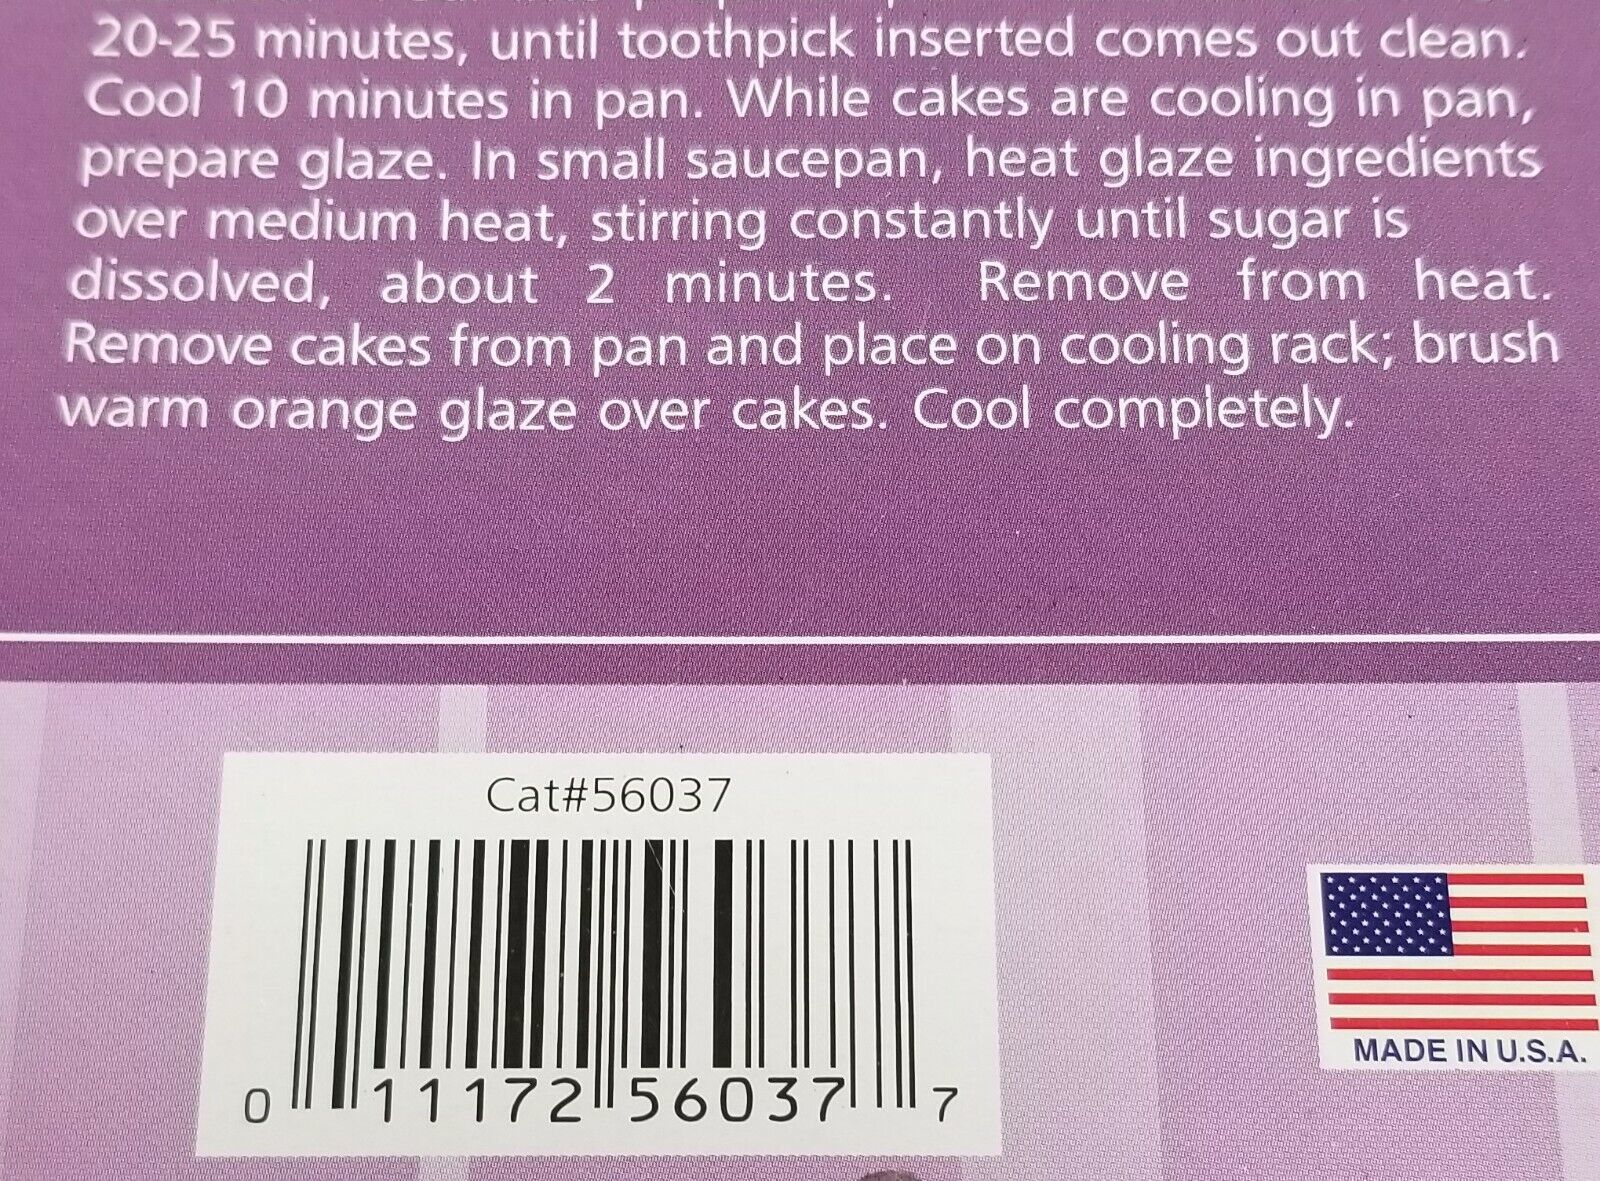 20-25 minutes, until toothpick inserted comes out clean.
Cool 10 minutes in pan. While cakes are cooling in pan,
prepare glaze. In small saucepan, heat glaze ingredients
over medium heat, stirring constantly until sugar is
dissolved, about 2 minutes. Remove from heat.
Remove cakes from pan and place on cooling rack; brush
warm orange glaze over cakes. Cool completely.
Cat#56037
0 11172 56037 7
MADE IN U.S.A.